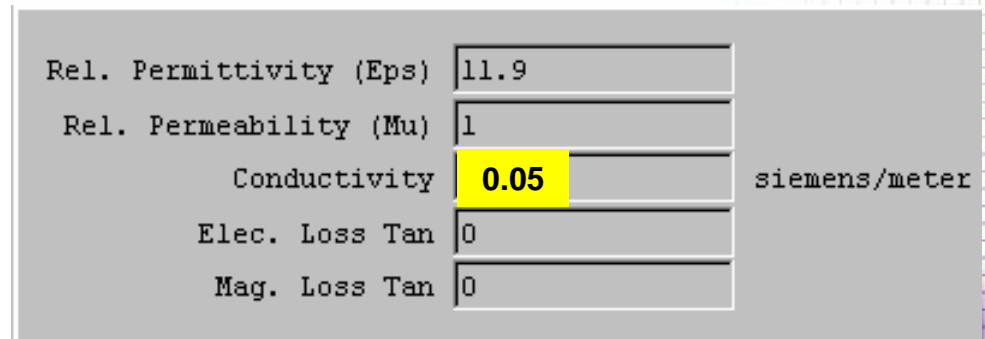 Rel. Permittivity (Eps) 11.9
Rel. Permeability (Mu) 1
Conductivity 0.05 siemens/meter
Elec. Loss Tan 0
Mag. Loss Tan 0